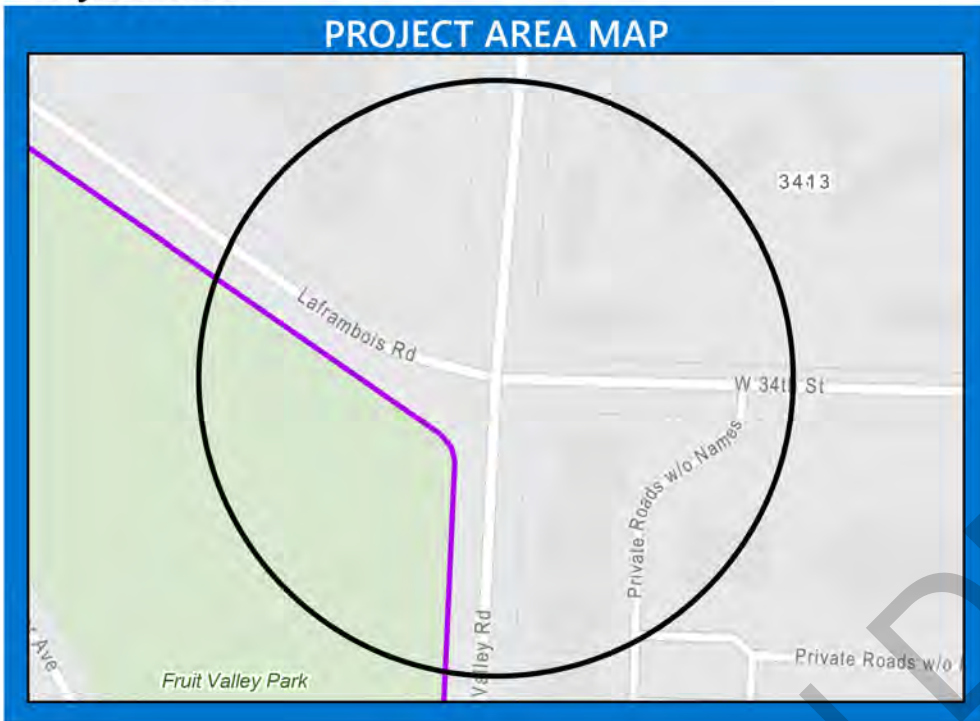 PROJECT AREA MAP
3413
Laframbois Rd
W 34th St
Private Roads w/o Names
Valley Rd
Private Roads w/o
Ave
Fruit Valley Park